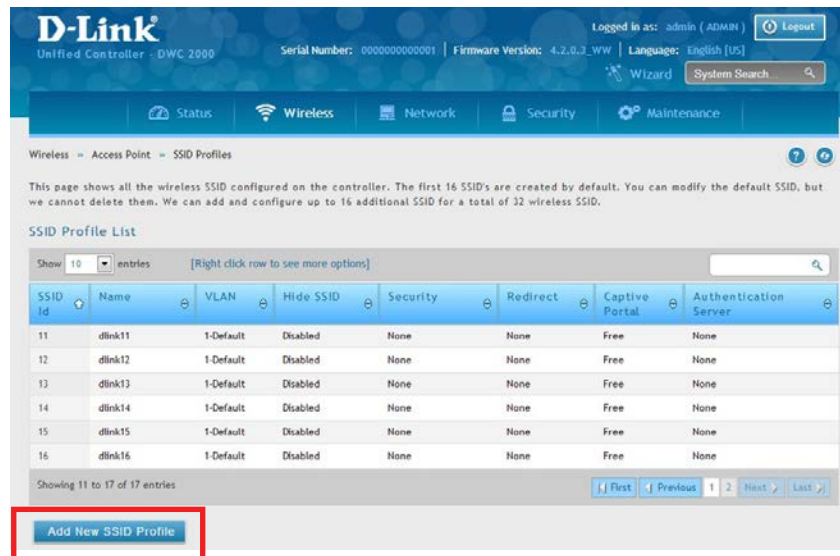 D-Link
Unified Controller - DWC 2000
Logged in as: admin ( ADMIN )
Logout
Serial Number: 0000000000001 | Firmware Version: 4.2.0.3_WW | Language: English [US]
Wizard
System Search...
Status
Wireless
Network
Security
Maintenance
Wireless » Access Point » SSID Profiles
This page shows all the wireless SSID configured on the controller. The first 16 SSID's are created by default. You can modify the default SSID, but
we cannot delete them. We can add and configure up to 16 additional SSID for a total of 32 wireless SSID.
SSID Profile List
Show 10 entries [Right click row to see more options]
SSID Id Name VLAN Hide SSID Security Redirect Captive Portal Authentication Server
11 dlink11 1-Default Disabled None None Free None
12 dlink12 1-Default Disabled None None Free None
13 dlink13 1-Default Disabled None None Free None
14 dlink14 1-Default Disabled None None Free None
15 dlink15 1-Default Disabled None None Free None
16 dlink16 1-Default Disabled None None Free None
Showing 11 to 17 of 17 entries
First Previous 1 2 Next Last
Add New SSID Profile